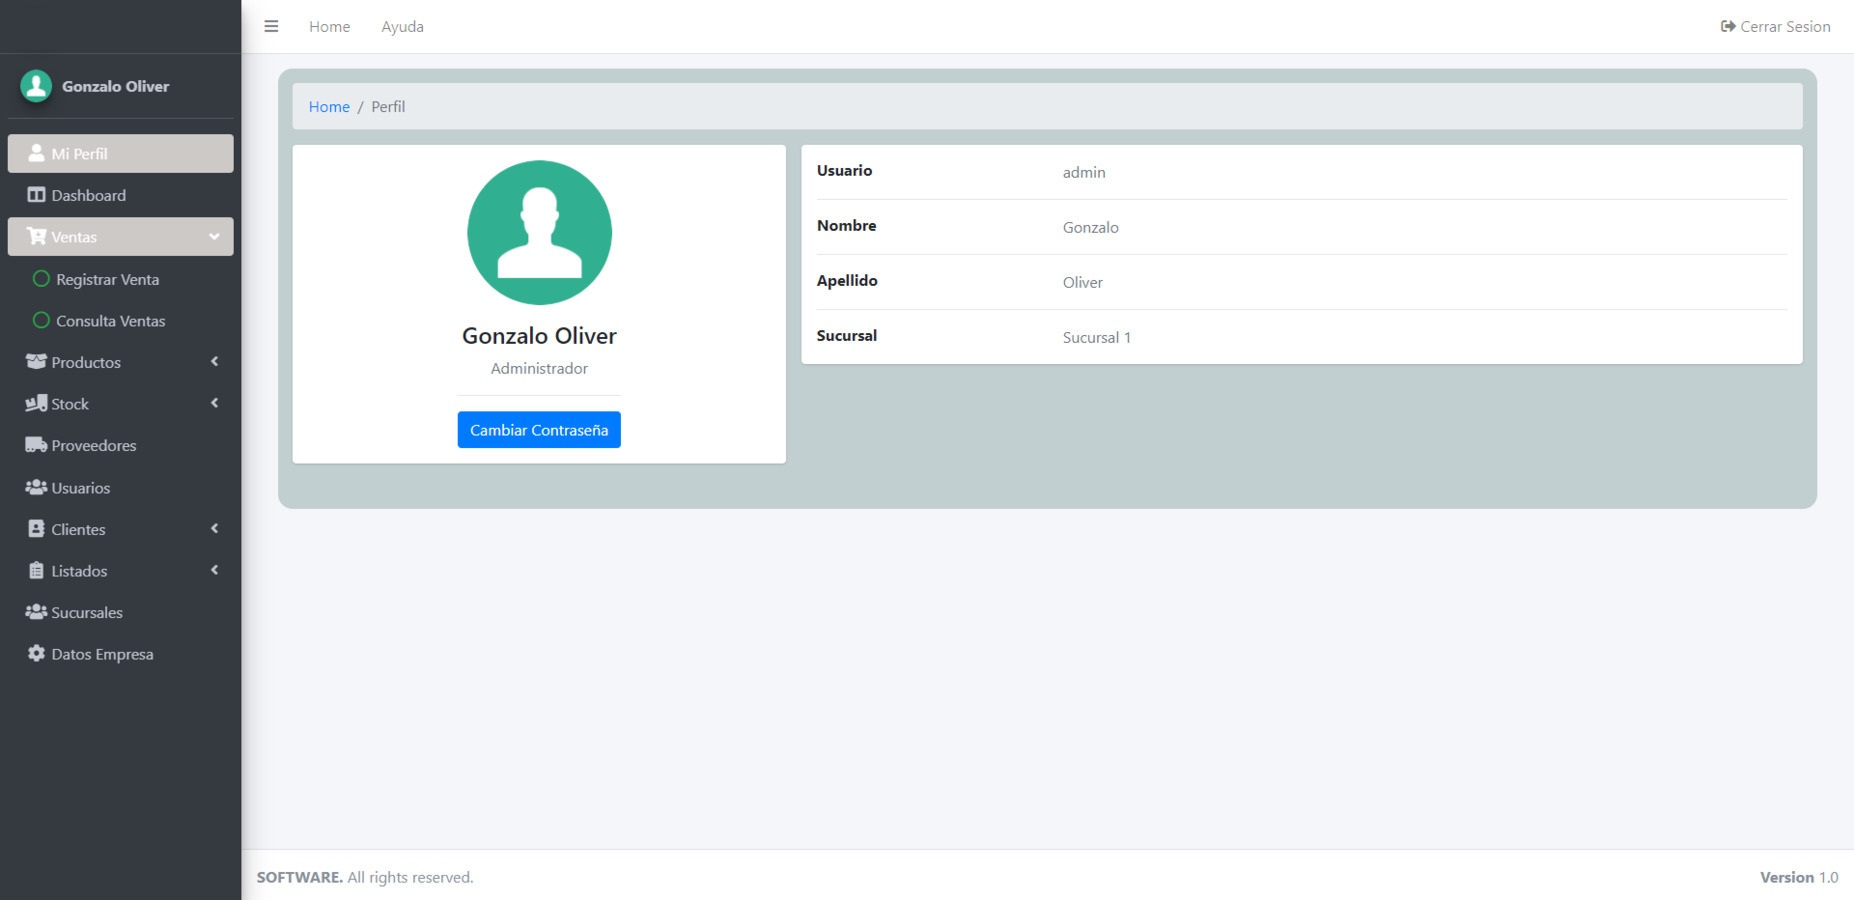 Home
Ayuda
Cerrar Sesion
Gonzalo Oliver
Mi Perfil
Dashboard
Ventas
Registrar Venta
Consulta Ventas
Productos
Stock
Proveedores
Usuarios
Clientes
Listados
Sucursales
Datos Empresa
Home / Perfil
Gonzalo Oliver
Administrador
Cambiar Contraseña
Usuario admin
Nombre Gonzalo
Apellido Oliver
Sucursal Sucursal 1
SOFTWARE. All rights reserved.
Version 1.0